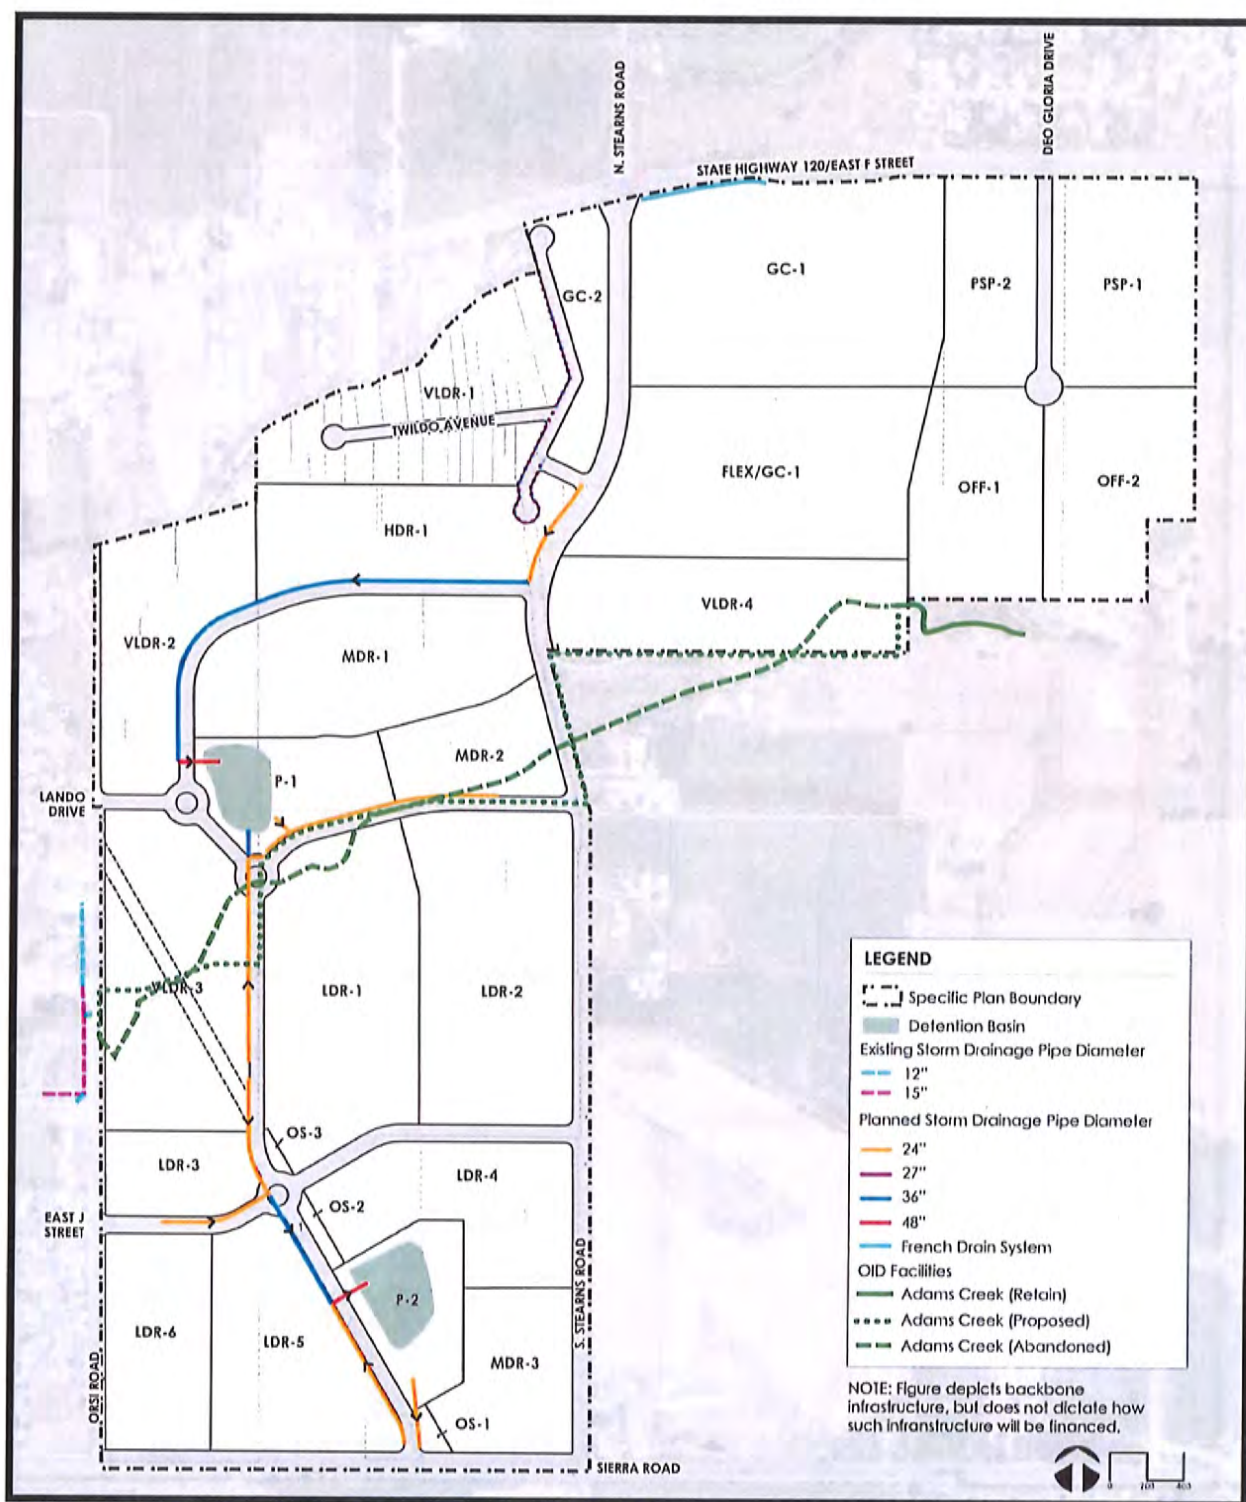 N. STEARNS ROAD
DEO GLORIA DRIVE
STATE HIGHWAY 120/EAST F STREET
GC-1
PSP-2
PSP-1
GC-2
VLDR-1
TWILDO AVENUE
FLEX/GC-1
OFF-1
OFF-2
HDR-1
VLDR-4
VLDR-2
MDR-1
MDR-2
P-1
LANDO
DRIVE
VLDR-3
LDR-1
LDR-2
OS-3
LDR-3
LDR-4
OS-2
EAST J
STREET
1
P-2
S. STEARNS ROAD
LDR-6
LDR-5
MDR-3
ORSI ROAD
OS-1
SIERRA ROAD
LEGEND
Specific Plan Boundary
Detention Basin
Existing Storm Drainage Pipe Diameter
12"
15"
Planned Storm Drainage Pipe Diameter
24"
27"
36"
48"
French Drain System
OID Facilities
Adams Creek (Retain)
Adams Creek (Proposed)
Adams Creek (Abandoned)
NOTE: Figure depicts backbone
infrastructure, but does not dictate how
such infranstructure will be financed.
0 200 400